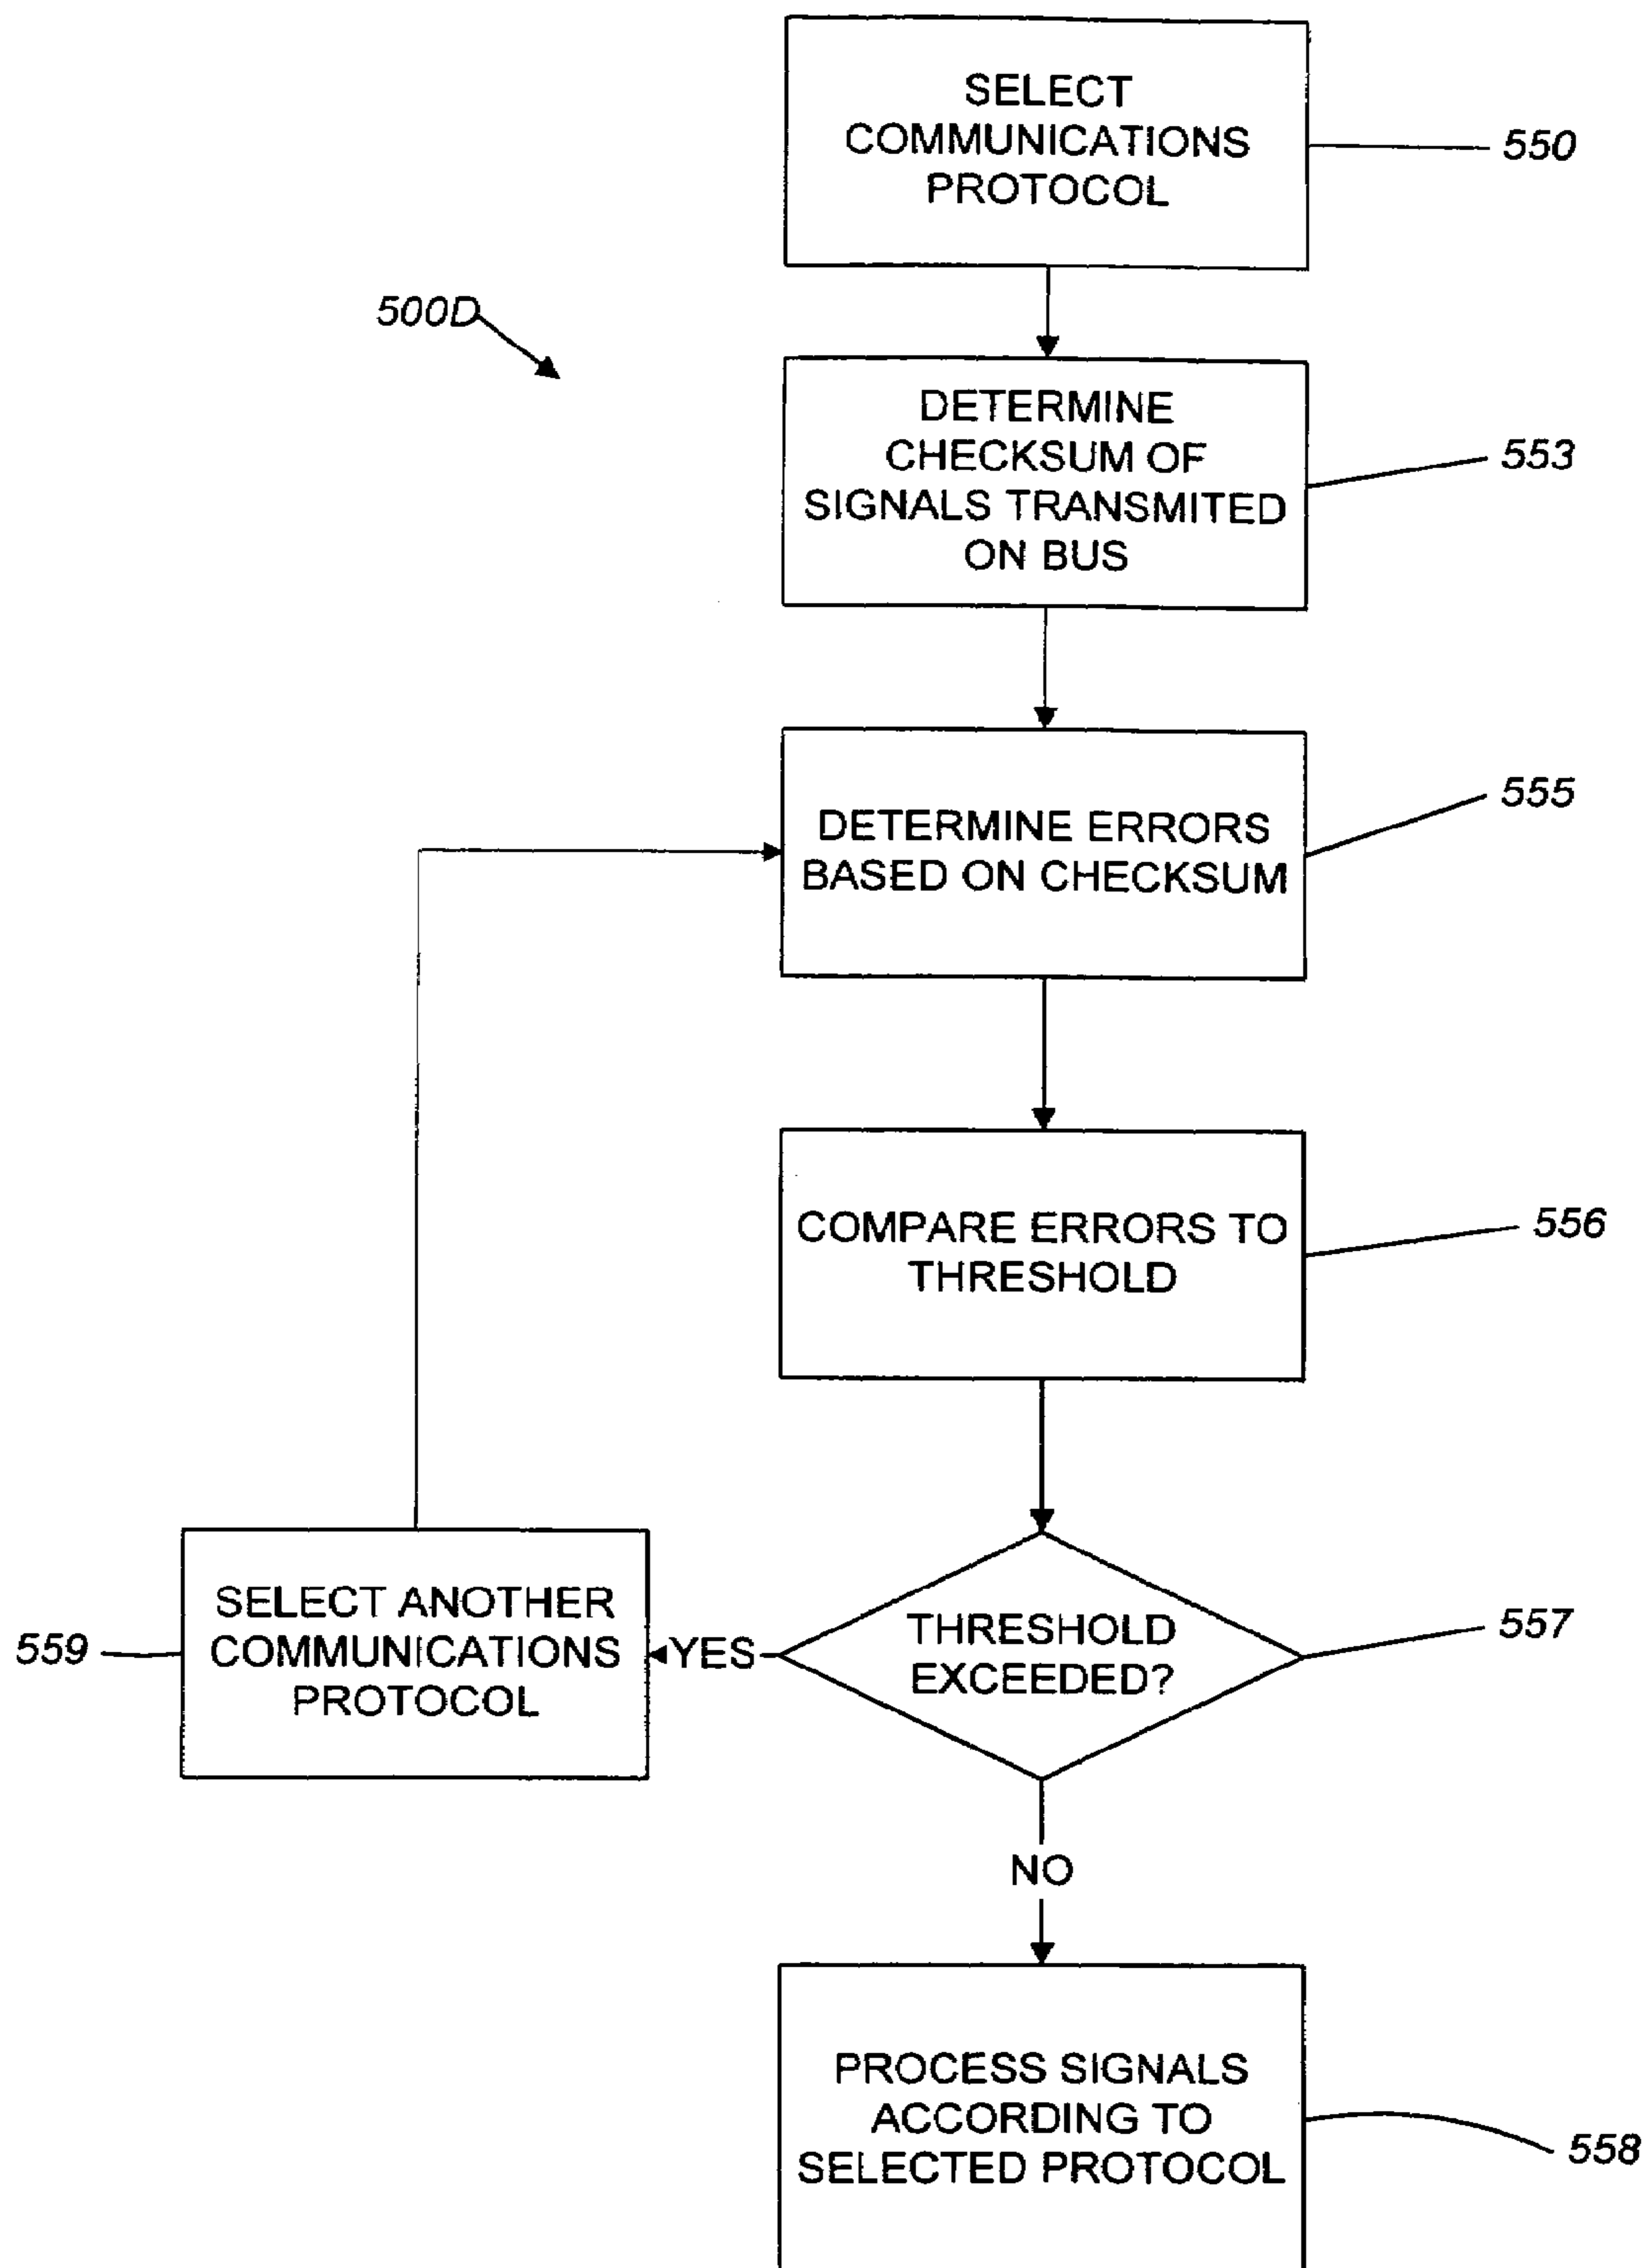 SELECT
COMMUNICATIONS
PROTOCOL
550
500D
DETERMINE
CHECKSUM OF
SIGNALS TRANSMITED
ON BUS
553
DETERMINE ERRORS
BASED ON CHECKSUM
555
COMPARE ERRORS TO
THRESHOLD
556
559
SELECT ANOTHER
COMMUNICATIONS
PROTOCOL
YES
THRESHOLD
EXCEEDED?
557
NO
PROCESS SIGNALS
ACCORDING TO
SELECTED PROTOCOL
558